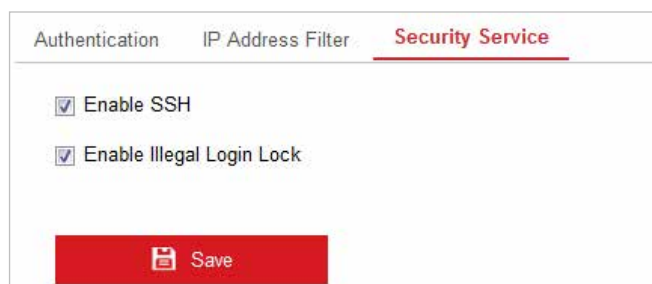 Authentication IP Address Filter Security Service
Enable SSH
Enable Illegal Login Lock
Save